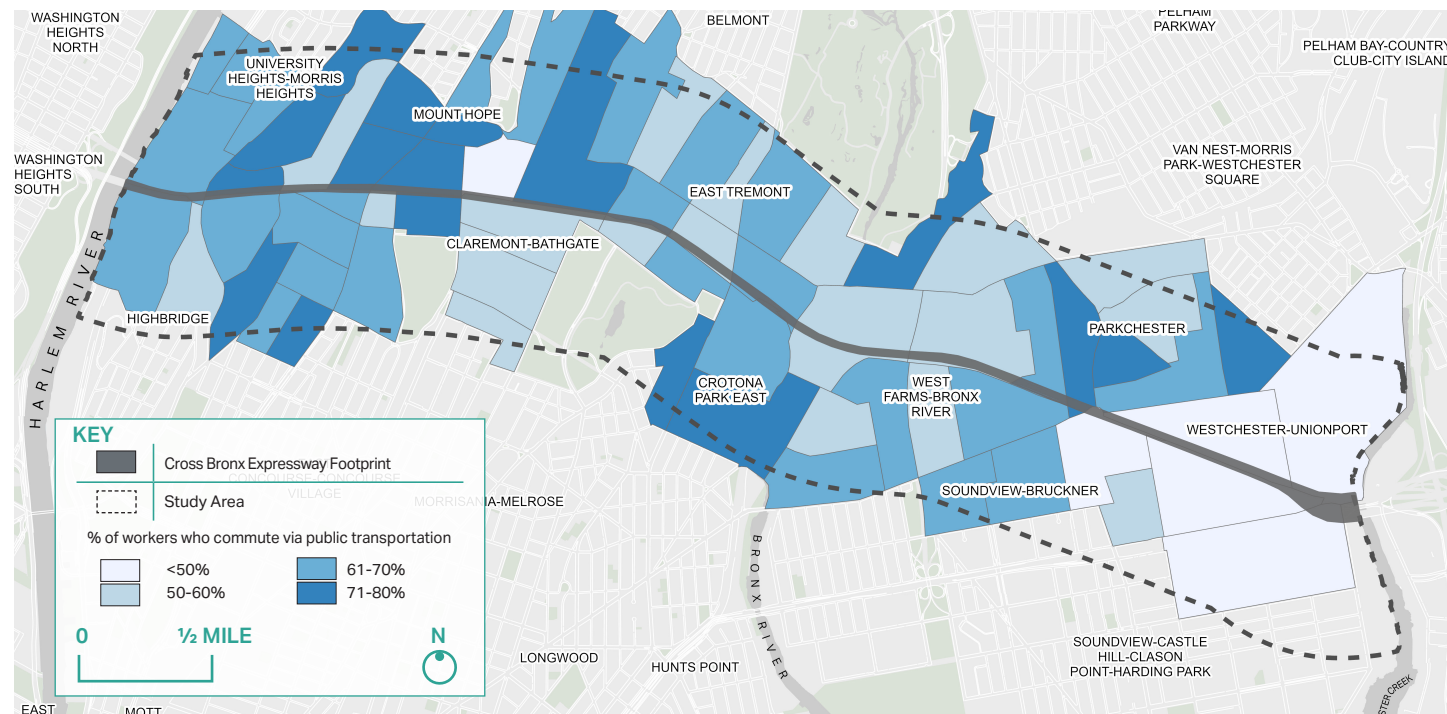 WASHINGTON
HEIGHTS
NORTH
BELMONT
PELHAM
PARKWAY
PELHAM BAY-COUNTRY
CLUB-CITY ISLAND
UNIVERSITY
HEIGHTS-MORRIS
HEIGHTS
MOUNT HOPE
WASHINGTON
HEIGHTS
SOUTH
VAN NEST-MORRIS
PARK-WESTCHESTER
SQUARE
EAST TREMONT
CLAREMONT-BATHGATE
HARLEM RIVER
HIGHBRIDGE
PARKCHESTER
CROTONA
PARK EAST
WEST
FARMS-BRONX
RIVER
WESTCHESTER-UNIONPORT
SOUNDVIEW-BRUCKNER
KEY
Cross Bronx Expressway Footprint
CONCOURSE-CONCOURSE
VILLAGE
Study Area
MORRISANIA-MELROSE
% of workers who commute via public transportation
<50%
61-70%
50-60%
71-80%
0
½ MILE
N
BRONX RIVER
LONGWOOD
HUNTS POINT
SOUNDVIEW-CASTLE
HILL-CLASON
POINT-HARDING PARK
STER CREEK
EAST
MOTT